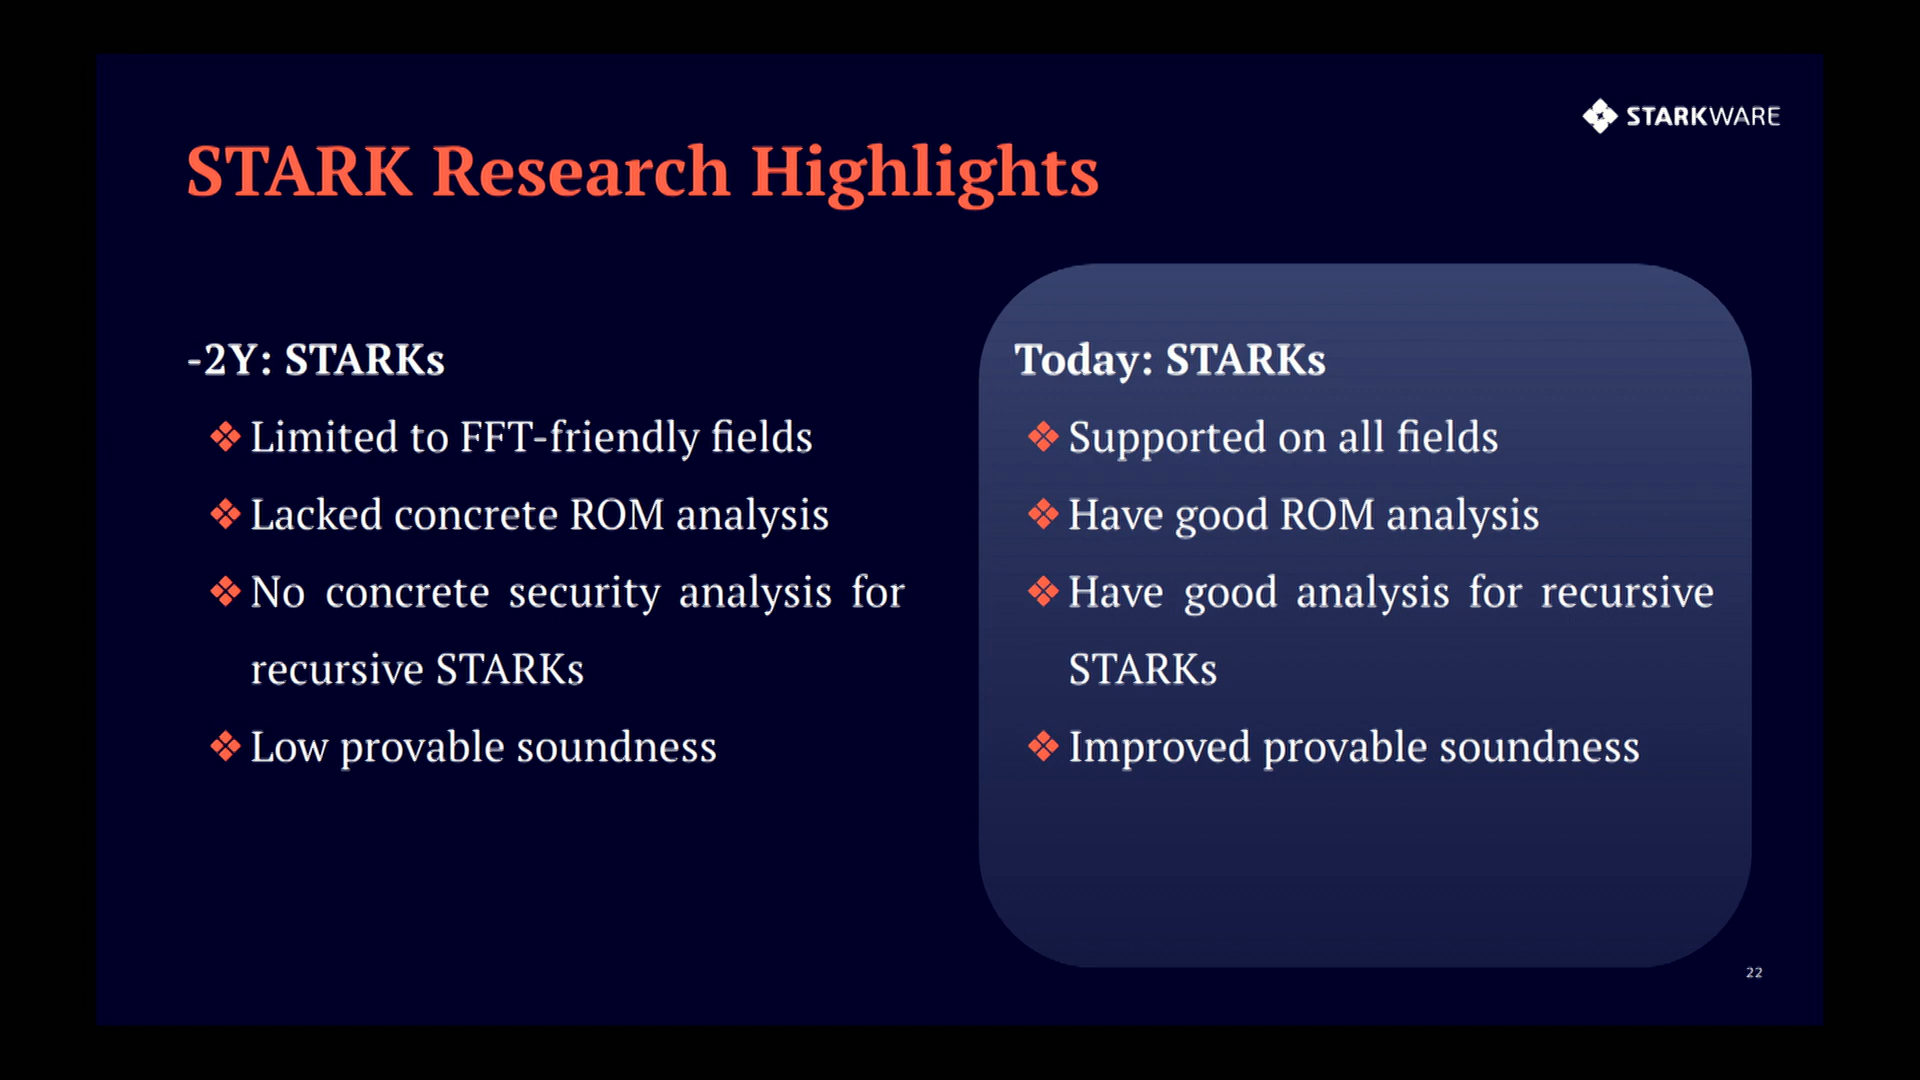 STARKWARE
STARK Research Highlights
-2Y: STARKs
Limited to FFT-friendly fields
Lacked concrete ROM analysis
No concrete security analysis for
recursive STARKs
Low provable soundness
Today: STARKs
Supported on all fields
Have good ROM analysis
Have good analysis for recursive
STARKs
Improved provable soundness
22